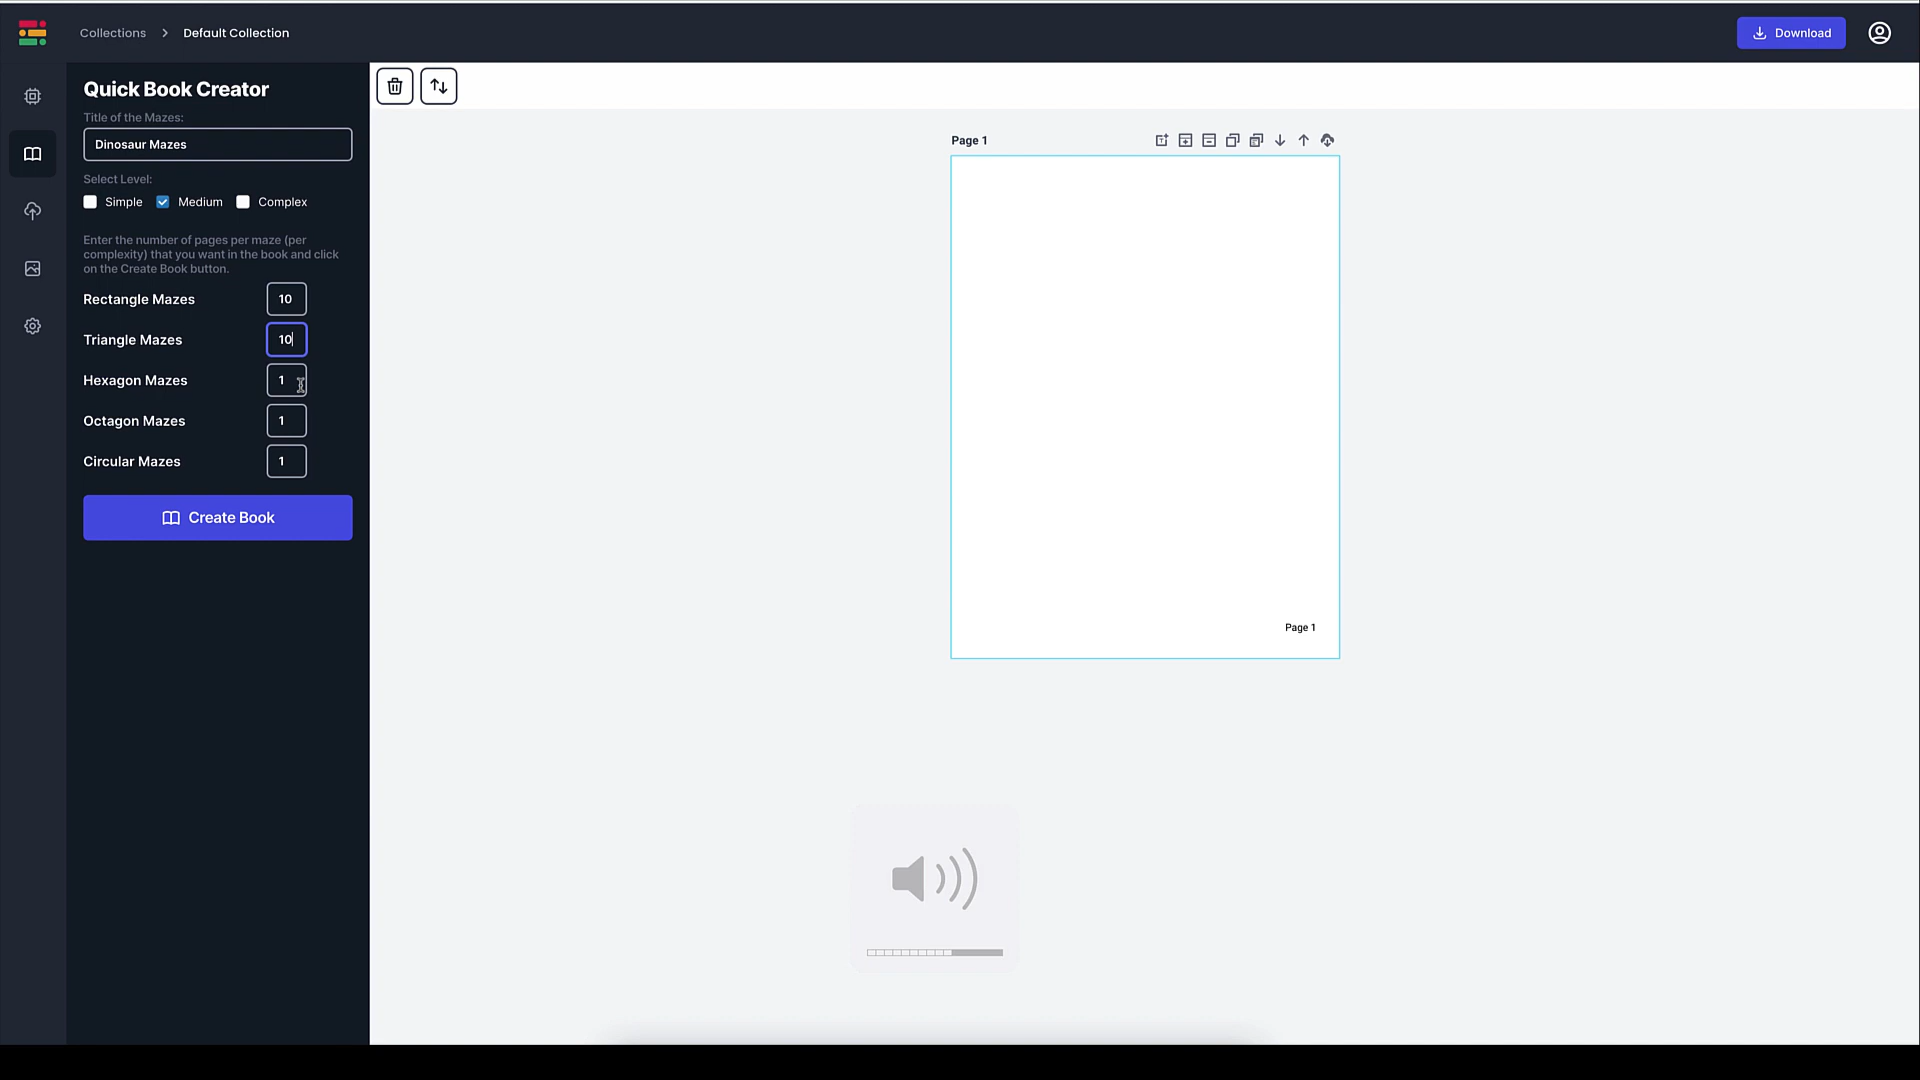 Collections > Default Collection
Download
Quick Book Creator
Title of the Mazes:
Dinosaur Mazes
Select Level:
Simple Medium Complex
Enter the number of pages per maze (per
complexity) that you want in the book and click
on the Create Book button.
Rectangle Mazes 10
Triangle Mazes 10
Hexagon Mazes 1
Octagon Mazes 1
Circular Mazes 1
Create Book
Page 1
Page 1